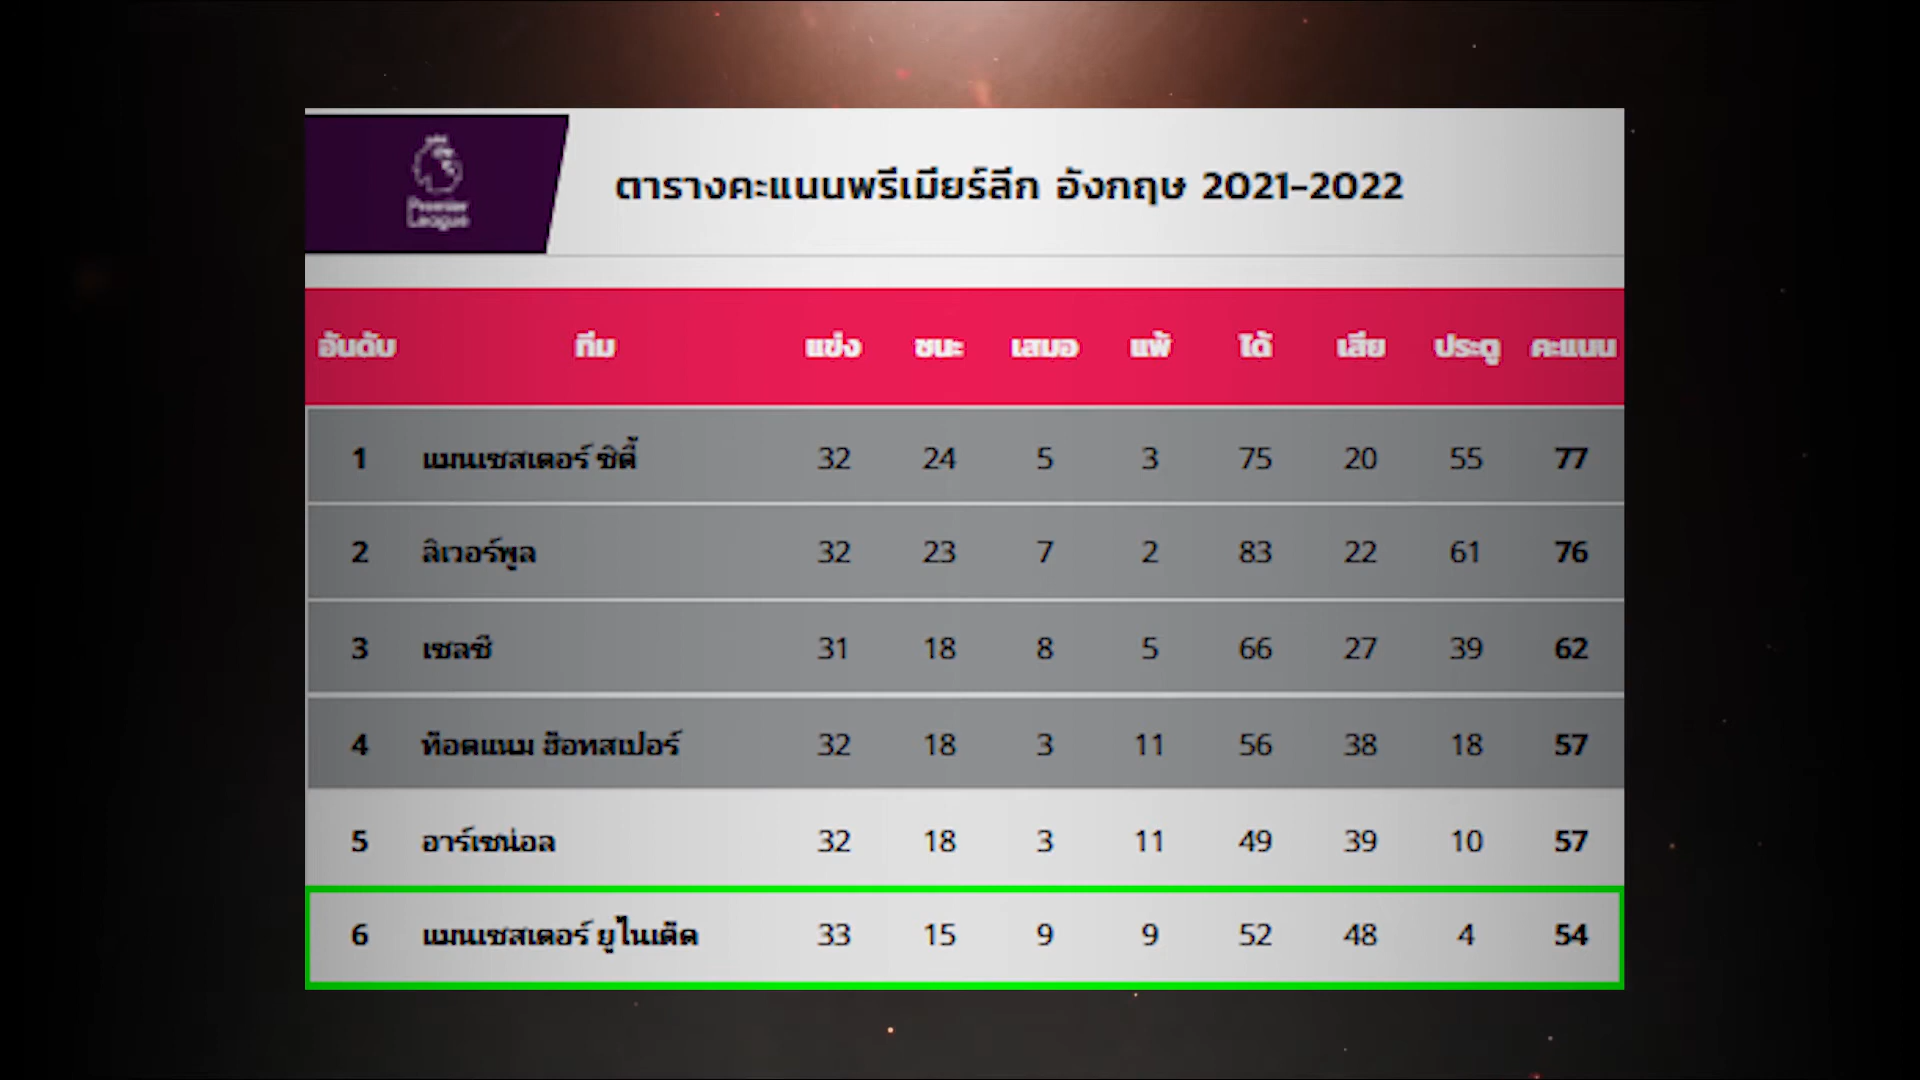 Premier
League
ตารางคะแนนพรีเมียร์ลีก อังกฤษ 2021-2022
อันดับ ทีม แข่ง ชนะ เสมอ แพ้ ได้ เสีย ประตู คะแนน
1 แมนเชสเตอร์ ซิตี้ 32 24 5 3 75 20 55 77
2 ลิเวอร์พูล 32 23 7 2 83 22 61 76
3 เชลซี 31 18 8 5 66 27 39 62
4 ท็อตแนม ฮ็อทสเปอร์ 32 18 3 11 56 38 18 57
5 อาร์เซน่อล 32 18 3 11 49 39 10 57
6 แมนเชสเตอร์ ยูไนเต็ด 33 15 9 9 52 48 4 54